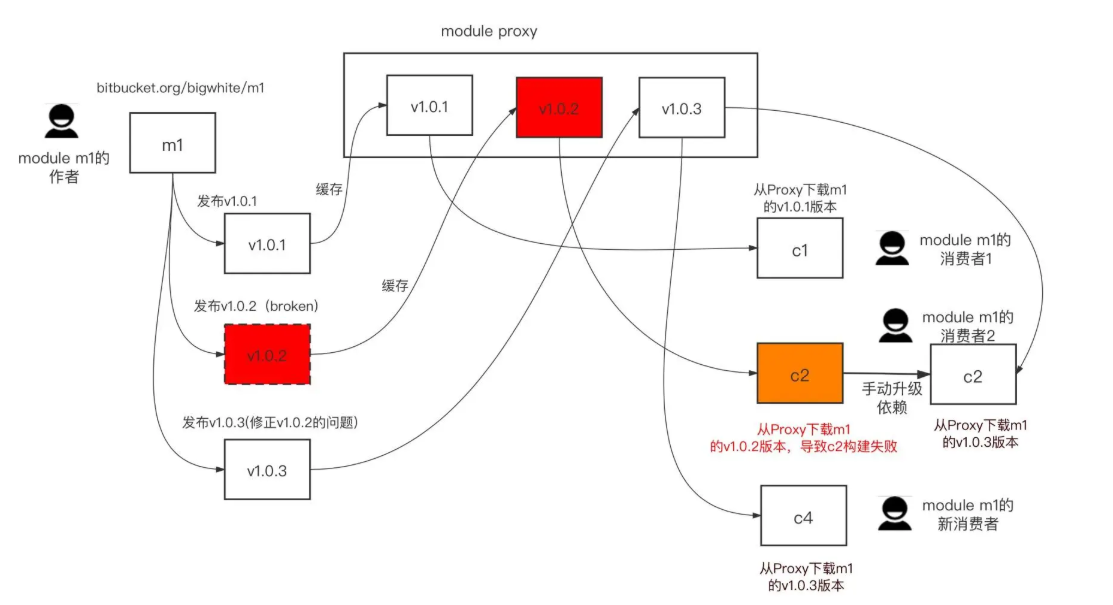 module proxy
bitbucket.org/bigwhite/m1
v1.0.1
v1.0.2
v1.0.3
m1
module m1的
作者
缓存
发布v1.0.1
v1.0.1
从Proxy下载m1
的v1.0.1版本
c1
module m1的
消费者1
缓存
发布v1.0.2（broken）
v1.0.2
module m1的
消费者2
c2
手动升级
依赖
c2
从Proxy下载m1
的v1.0.2版本，导致c2构建失败
从Proxy下载m1
的v1.0.3版本
发布v1.0.3(修正v1.0.2的问题)
v1.0.3
c4
module m1的
新消费者
从Proxy下载m1
的v1.0.3版本